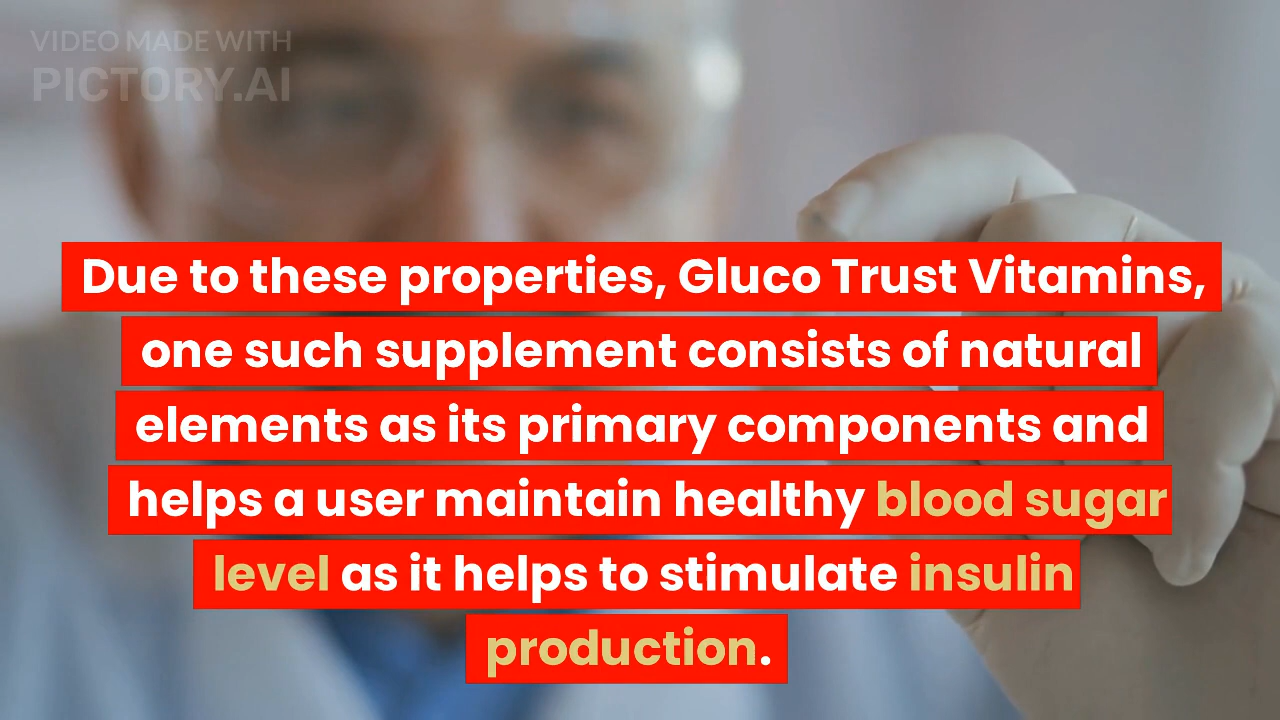 VIDEO MADE WITH
PICTORY.AI
Due to these properties, Gluco Trust Vitamins,
one such supplement consists of natural
elements as its primary components and
helps a user maintain healthy blood sugar
level as it helps to stimulate insulin
production.